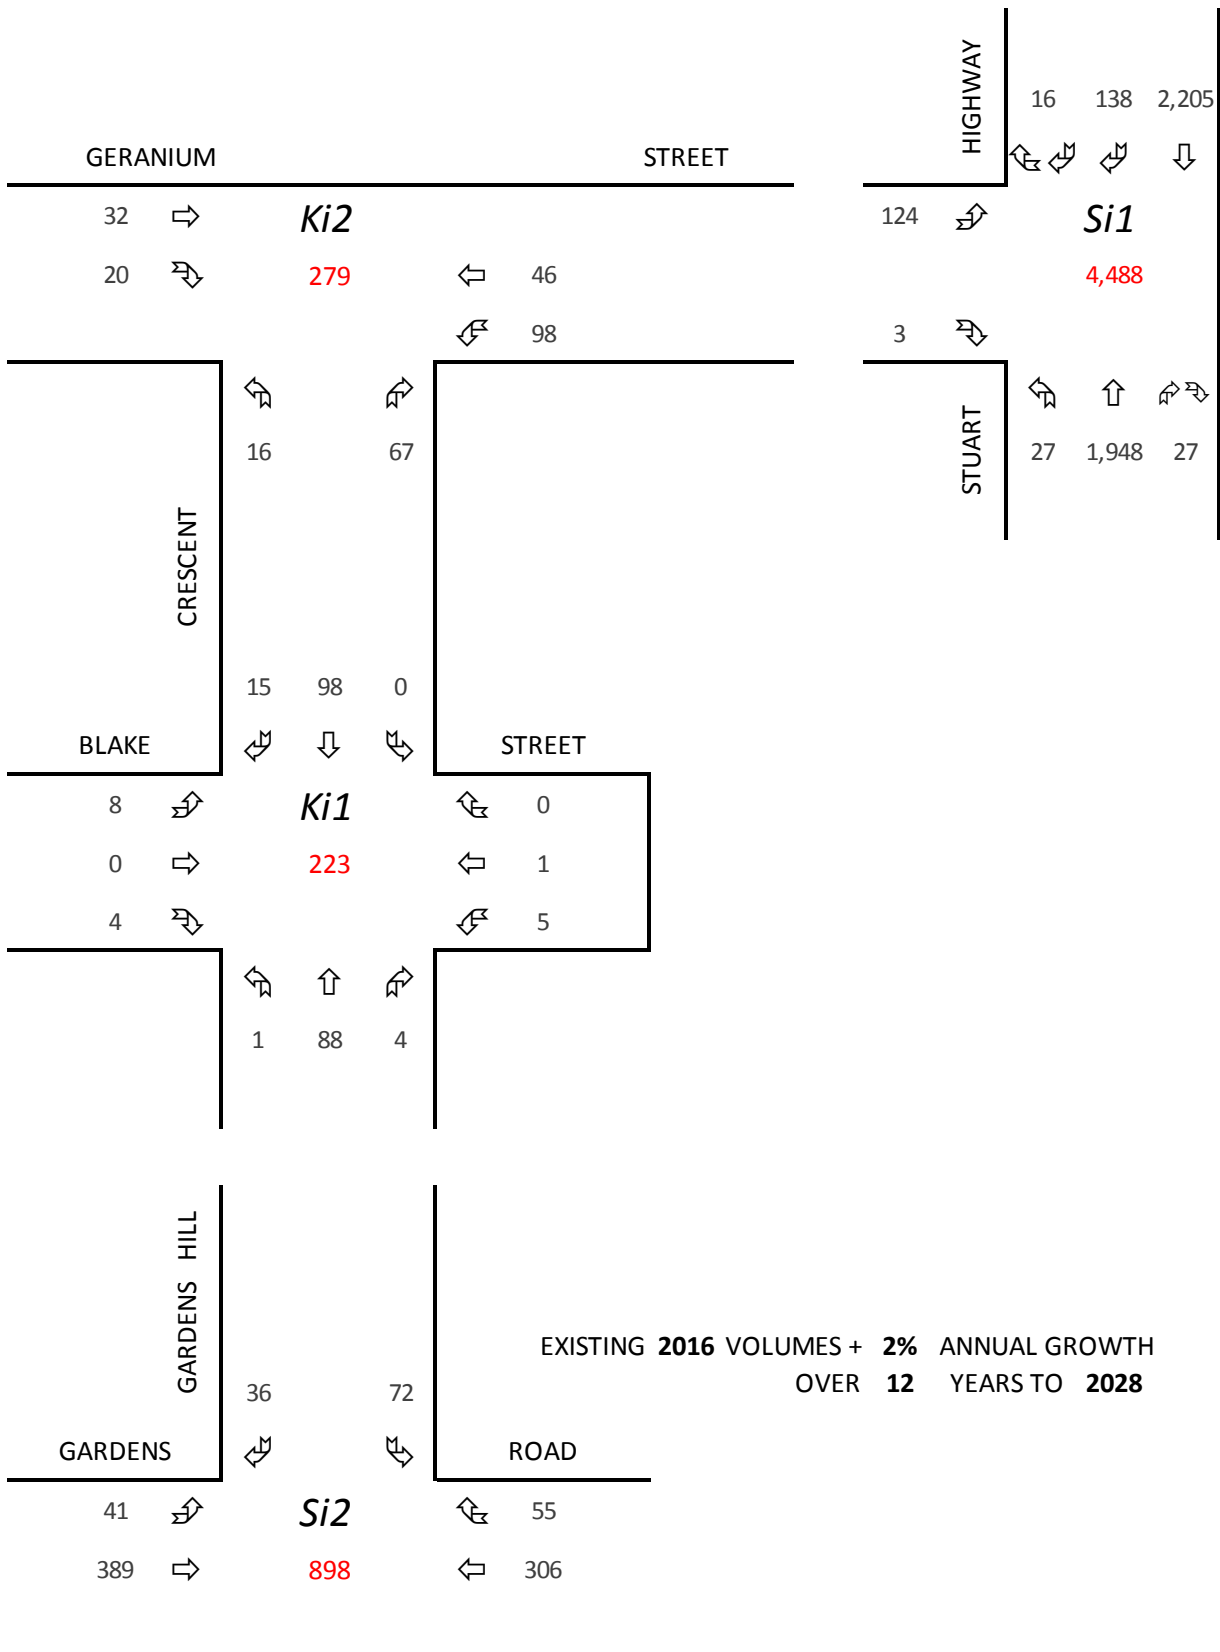 HIGHWAY
16 138 2,205
GERANIUM STREET
32 Ki2 124 Si1
20 279 46 4,488
98 3
STUART
16 67 27 1,948 27
CRESCENT
15 98 0
BLAKE STREET
8 Ki1 0
0 223 1
4 5
1 88 4
GARDENS HILL
EXISTING 2016 VOLUMES + 2% ANNUAL GROWTH
OVER 12 YEARS TO 2028
36 72
GARDENS ROAD
41 Si2 55
389 898 306